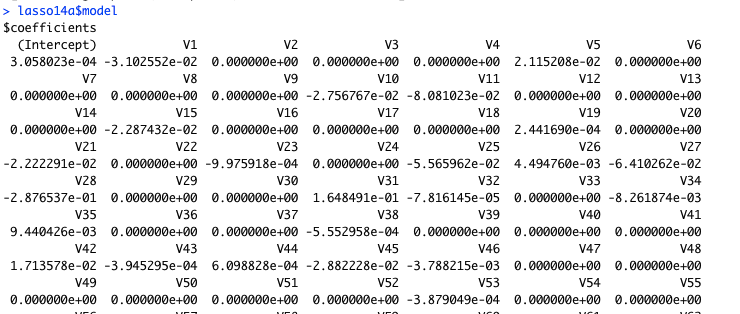 > lasso14a$model
$coefficients
(Intercept) V1 V2 V3 V4 V5 V6
3.058023e-04 -3.102552e-02 0.000000e+00 0.000000e+00 0.000000e+00 2.115208e-02 0.000000e+00
V7 V8 V9 V10 V11 V12 V13
0.000000e+00 0.000000e+00 0.000000e+00 -2.756767e-02 -8.081023e-02 0.000000e+00 0.000000e+00
V14 V15 V16 V17 V18 V19 V20
0.000000e+00 -2.287432e-02 0.000000e+00 0.000000e+00 0.000000e+00 2.441690e-04 0.000000e+00
V21 V22 V23 V24 V25 V26 V27
-2.222291e-02 0.000000e+00 -9.975918e-04 0.000000e+00 -5.565962e-02 4.494760e-03 -6.410262e-02
V28 V29 V30 V31 V32 V33 V34
-2.876537e-01 0.000000e+00 0.000000e+00 1.648491e-01 -7.816145e-05 0.000000e+00 -8.261874e-03
V35 V36 V37 V38 V39 V40 V41
9.440426e-03 0.000000e+00 0.000000e+00 -5.552958e-04 0.000000e+00 0.000000e+00 0.000000e+00
V42 V43 V44 V45 V46 V47 V48
1.713578e-02 -3.945295e-04 6.098828e-04 -2.882228e-02 -3.788215e-03 0.000000e+00 0.000000e+00
V49 V50 V51 V52 V53 V54 V55
0.000000e+00 0.000000e+00 0.000000e+00 0.000000e+00 -3.879049e-04 0.000000e+00 0.000000e+00